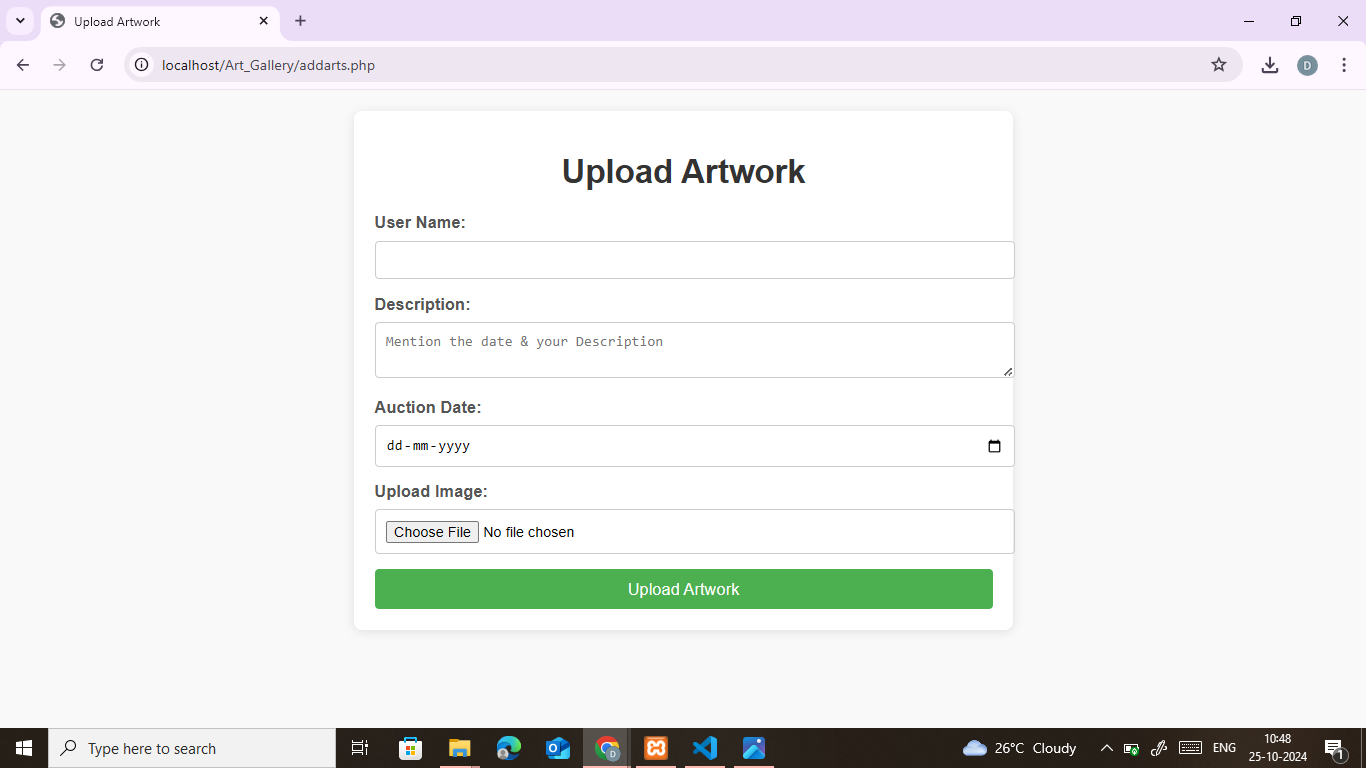 Upload Artwork
localhost/Art_Gallery/addarts.php
D
Upload Artwork
User Name:
Description:
Mention the date & your Description
Auction Date:
dd-mm-yyyy
Upload Image:
Choose File No file chosen
Upload Artwork
Type here to search
D
26°C Cloudy
ENG
10:48
25-10-2024
1